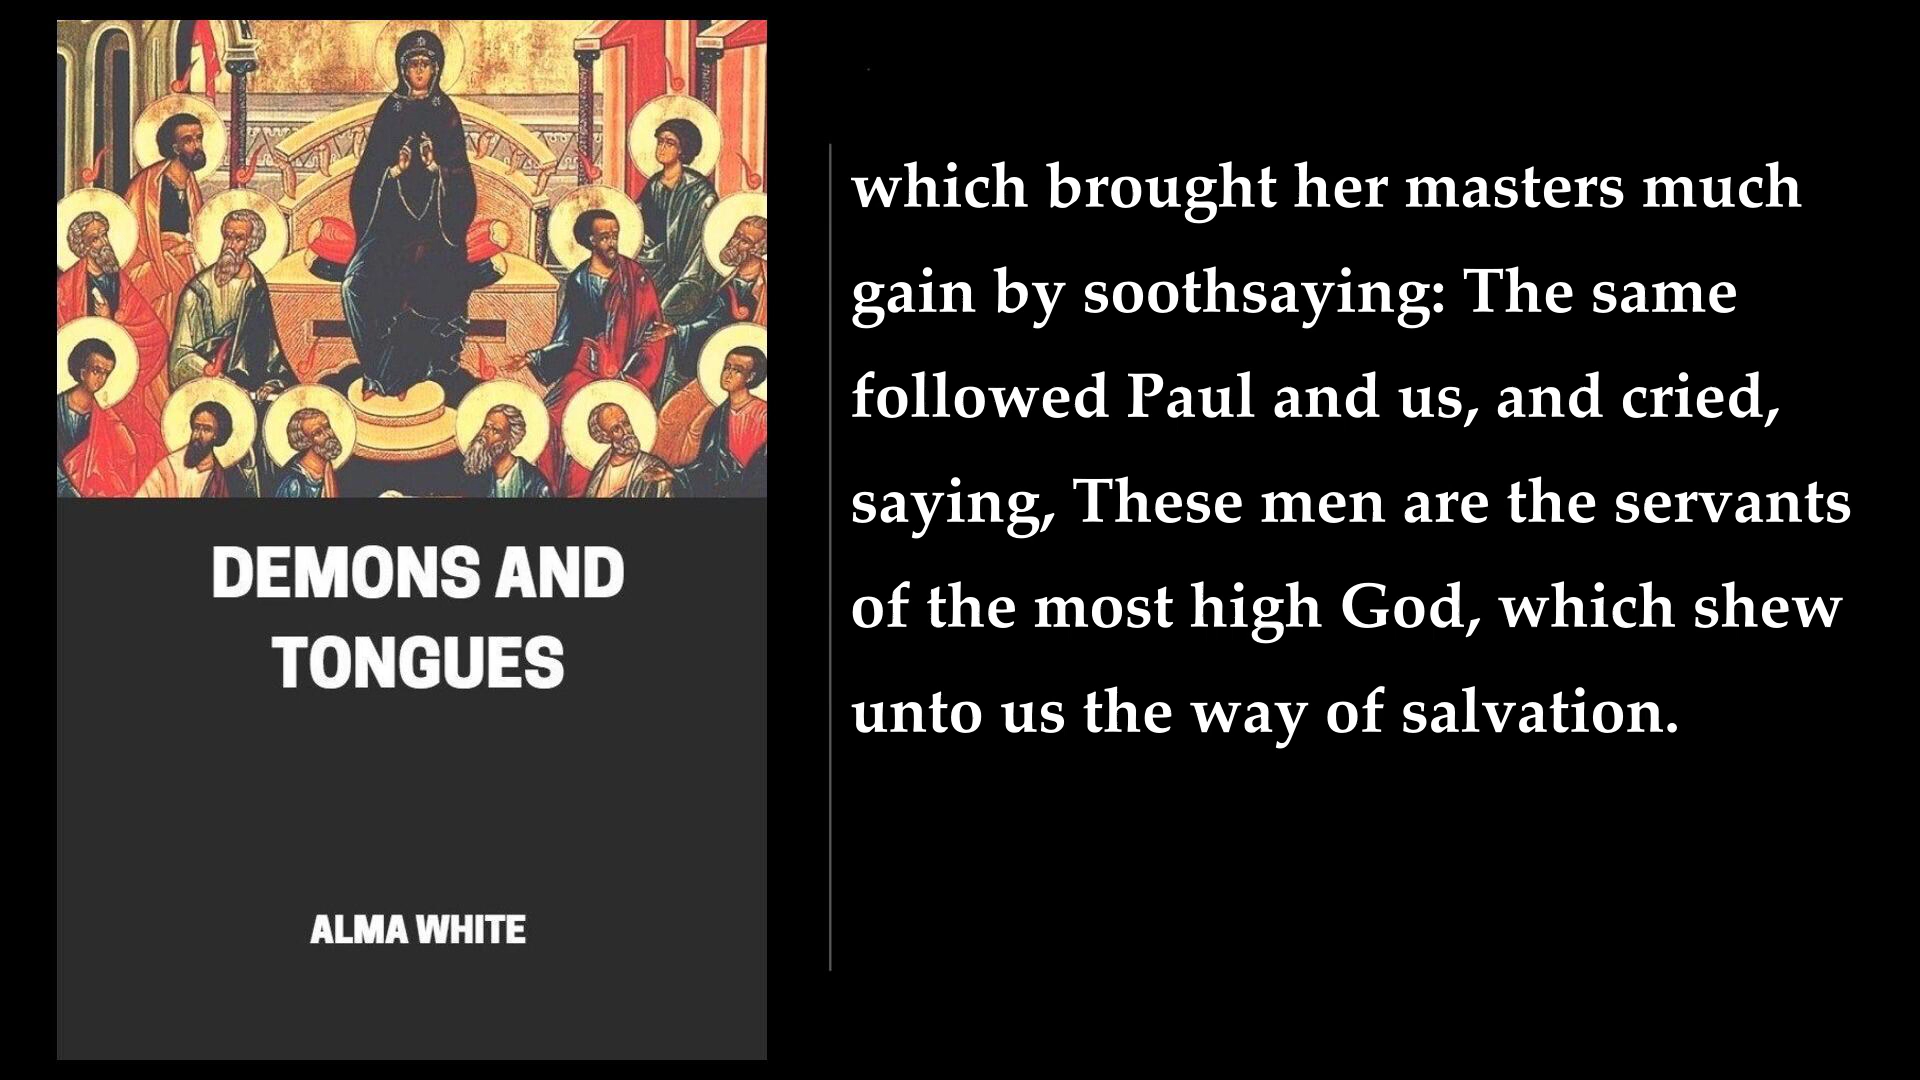 DEMONS AND
TONGUES
ALMA WHITE
which brought her masters much
gain by soothsaying: The same
followed Paul and us, and cried,
saying, These men are the servants
of the most high God, which shew
unto us the way of salvation.